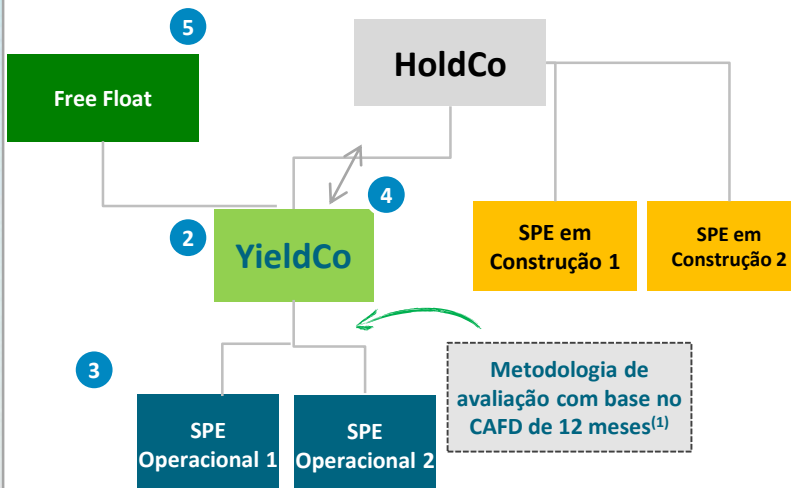 5
HoldCo
Free Float
4
2
YieldCo
SPE em
Construção 1
SPE em
Construção 2
3
Metodologia de
avaliação com base no
CAFD de 12 meses(1)
SPE
Operacional 1
SPE
Operacional 2